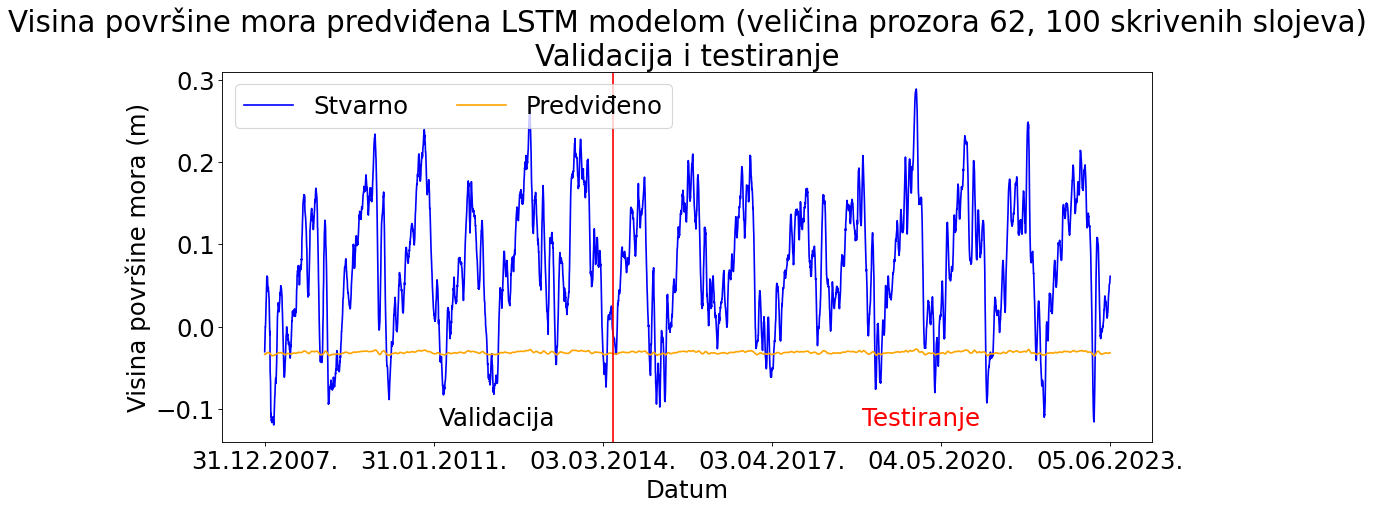 Visina površine mora predviđena LSTM modelom (veličina prozora 62, 100 skrivenih slojeva)
Validacija i testiranje
Stvarno
Predviđeno
Visina površine mora (m)
0.3
0.2
0.1
0.0
−0.1
Validacija
Testiranje
31.12.2007.
31.01.2011.
03.03.2014.
03.04.2017.
04.05.2020.
05.06.2023.
Datum